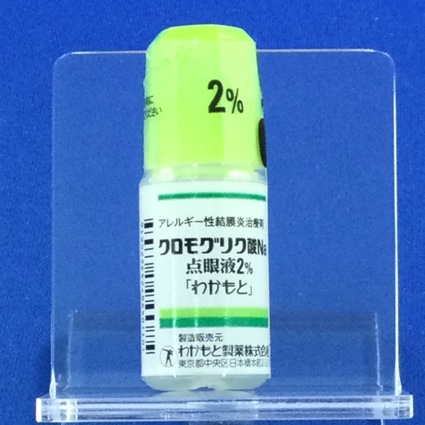 2%
アレルギー性結膜炎治療剤
クロモグリク酸Na
点眼液2%
「わかもと」
製造販売元
わかもと製薬株式会
東京都中央区日本橋本町